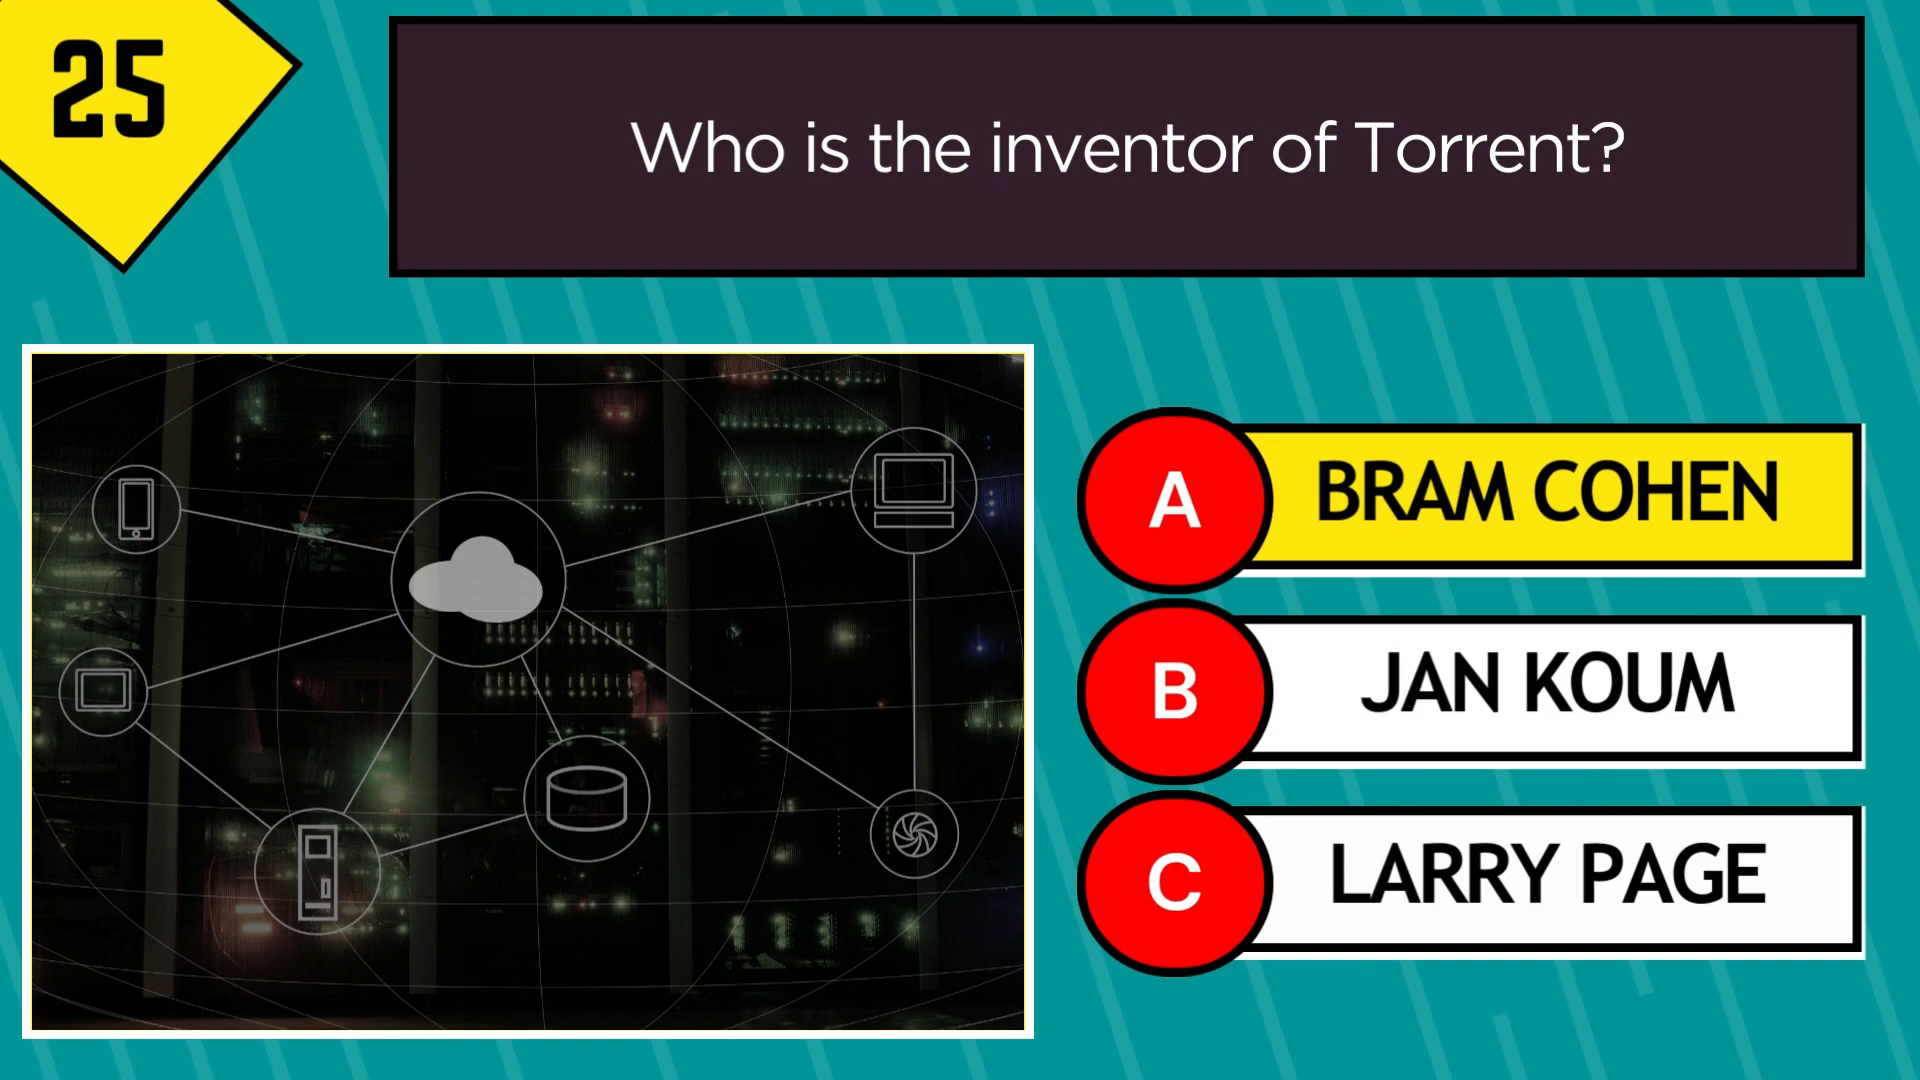 25
Who is the inventor of Torrent?
A BRAM COHEN
B JAN KOUM
C LARRY PAGE